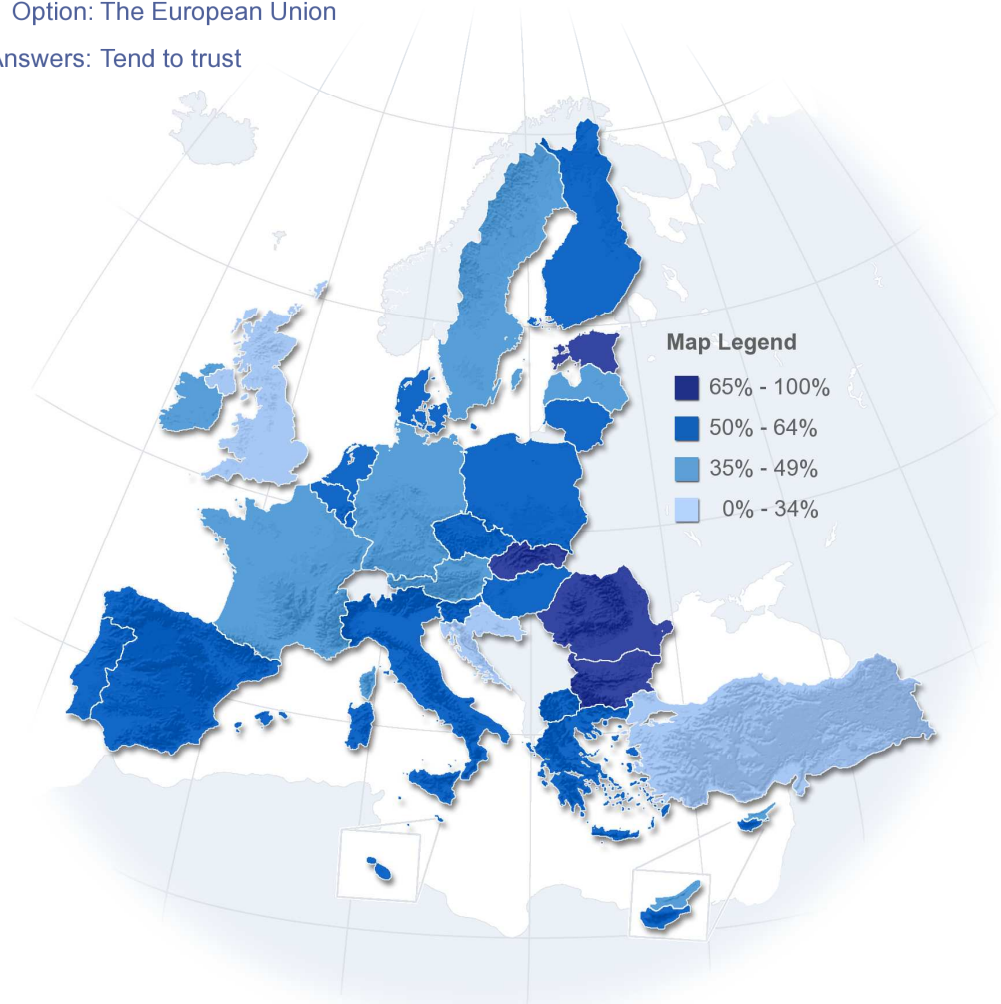 Option: The European Union
Answers: Tend to trust
Map Legend
65% - 100%
50% - 64%
35% - 49%
0% - 34%